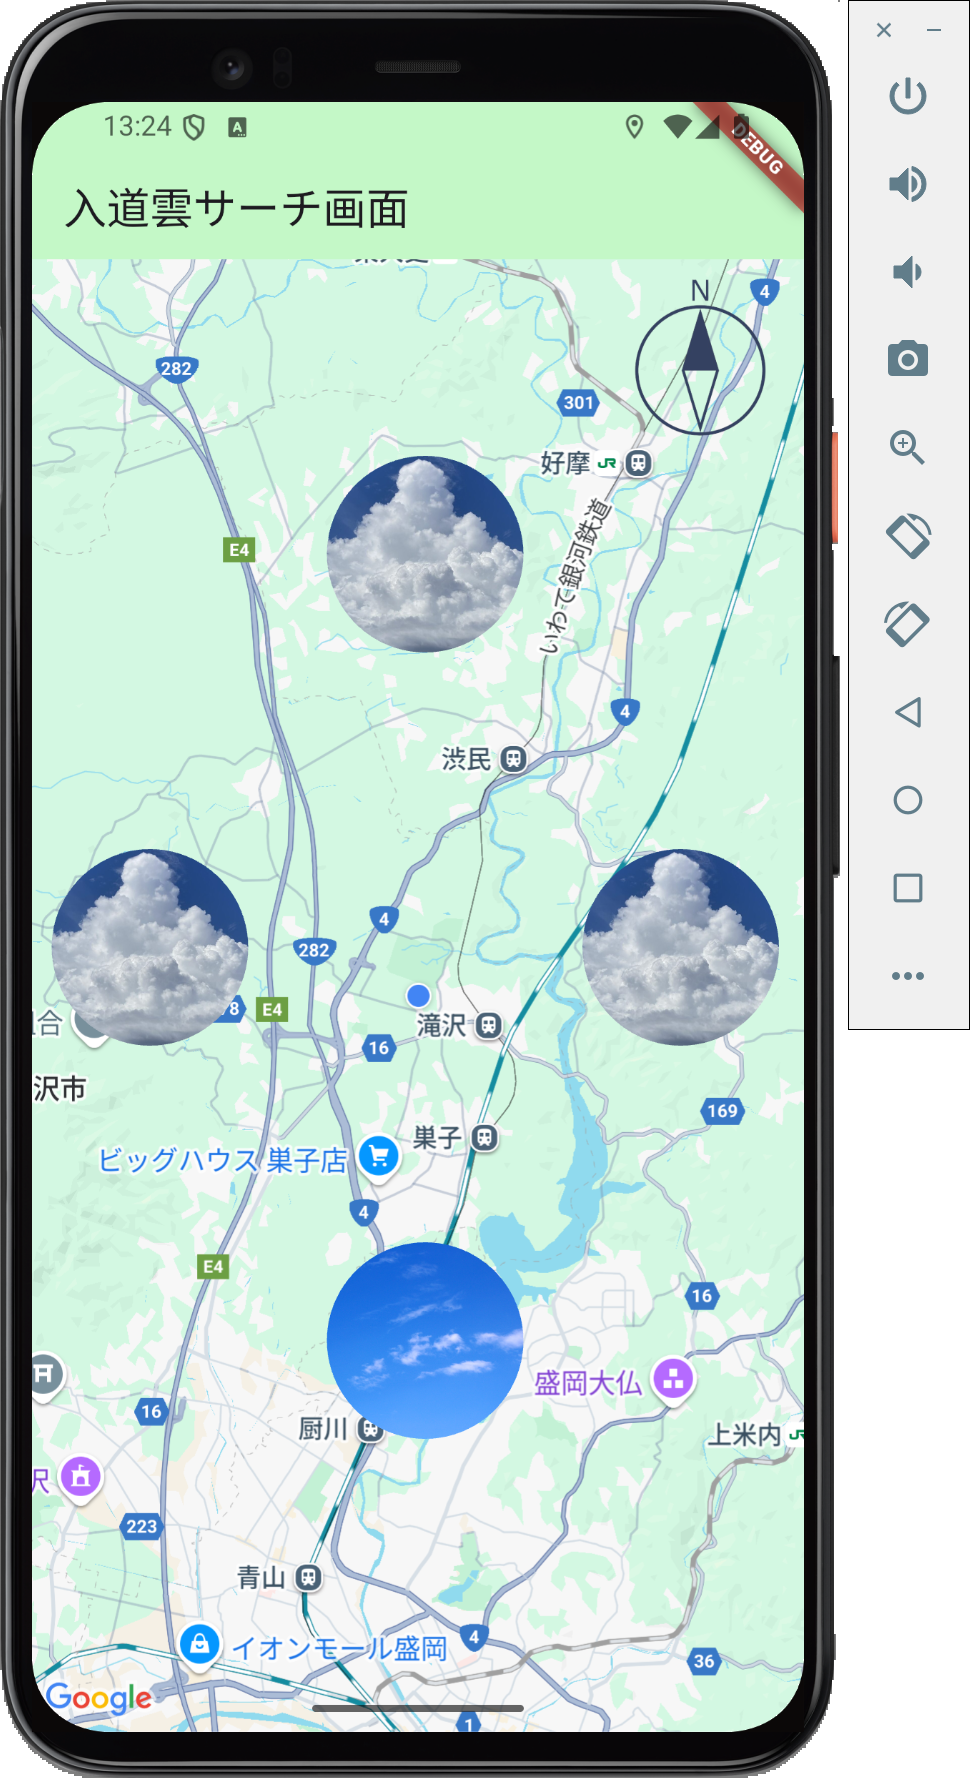 13:24
A
DEBUG
入道雲サーチ画面
N
4
282
301
好摩 JR
E4
いわて銀河鉄道
4
渋民
4
282
E4
滝沢
16
沢市
169
巣子
ビッグハウス 巣子店
4
E4
16
盛岡大仏
厨川
16
上米内
沢
223
青山
イオンモール盛岡
4
36
Google
1